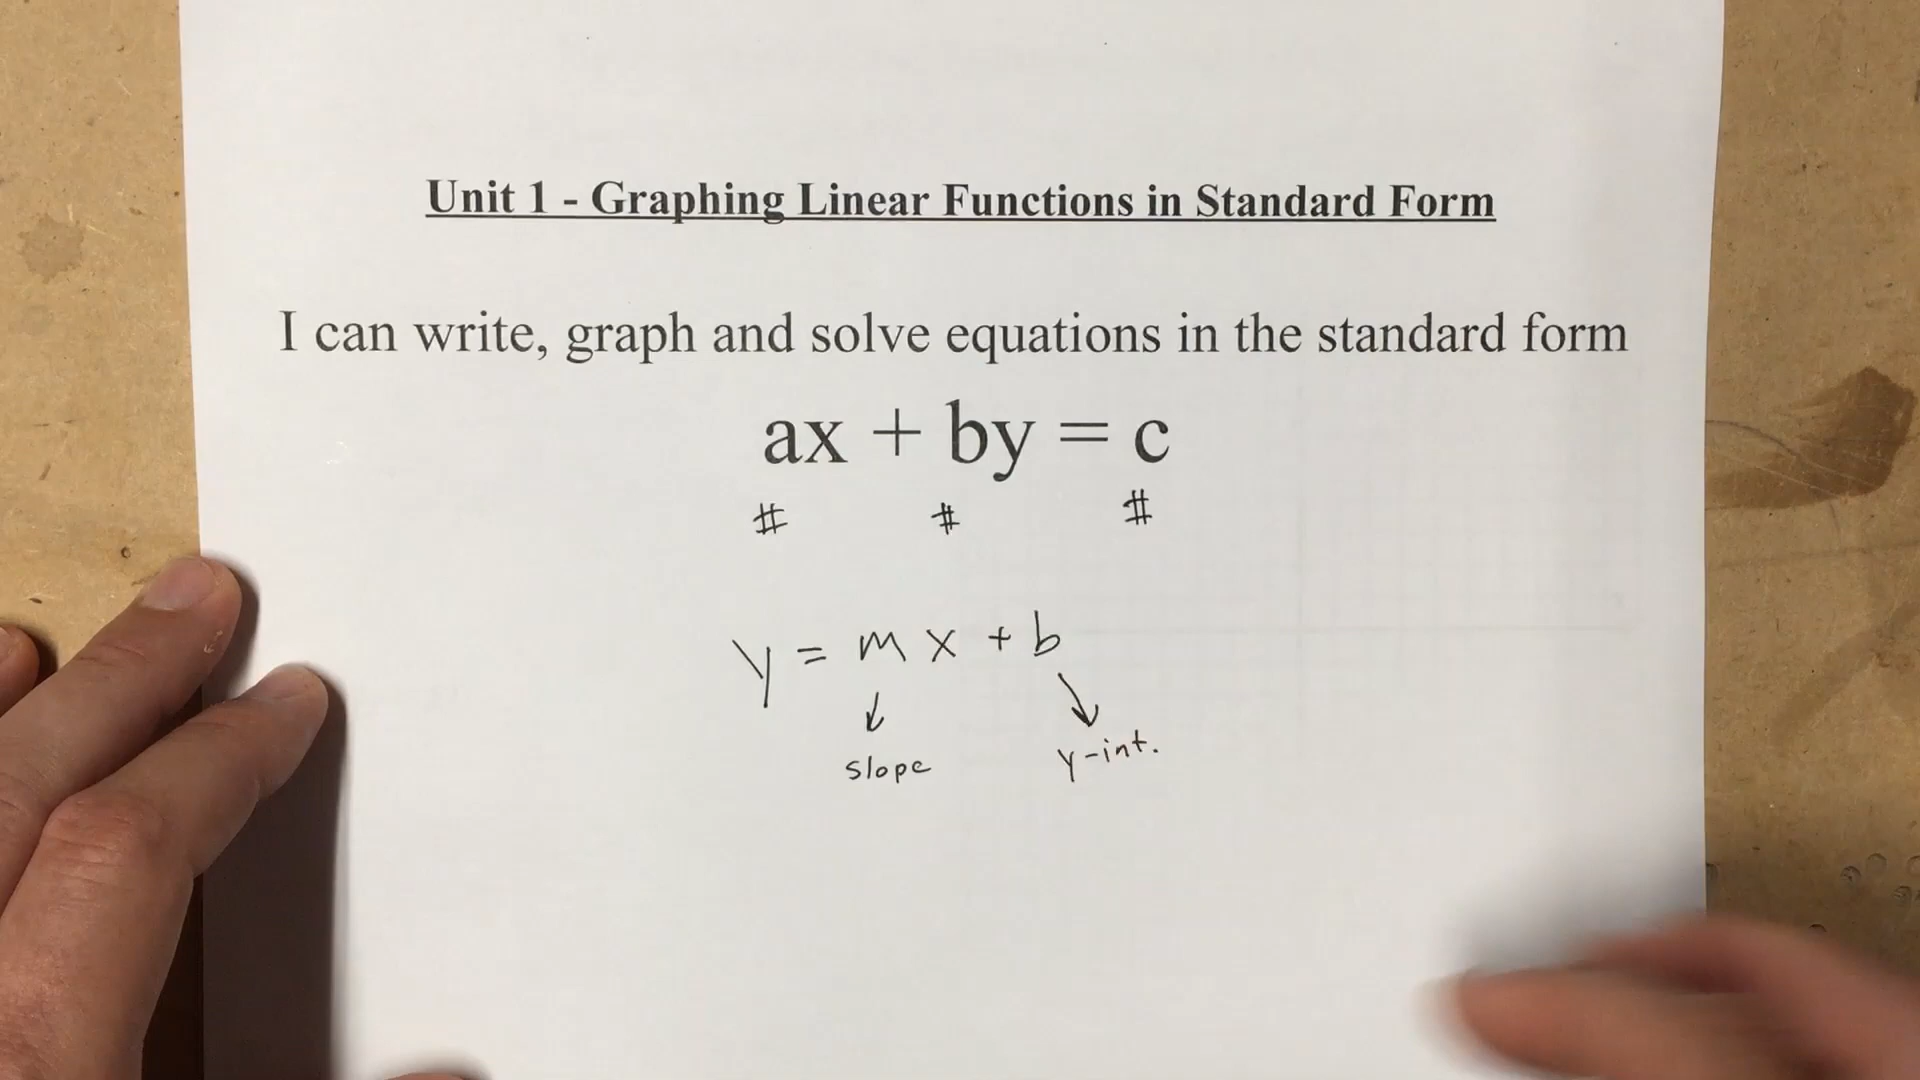 Unit 1 - Graphing Linear Functions in Standard Form
I can write, graph and solve equations in the standard form
ax + by = c
# # #
y = mx + b
↓ ↘
slope y-int.